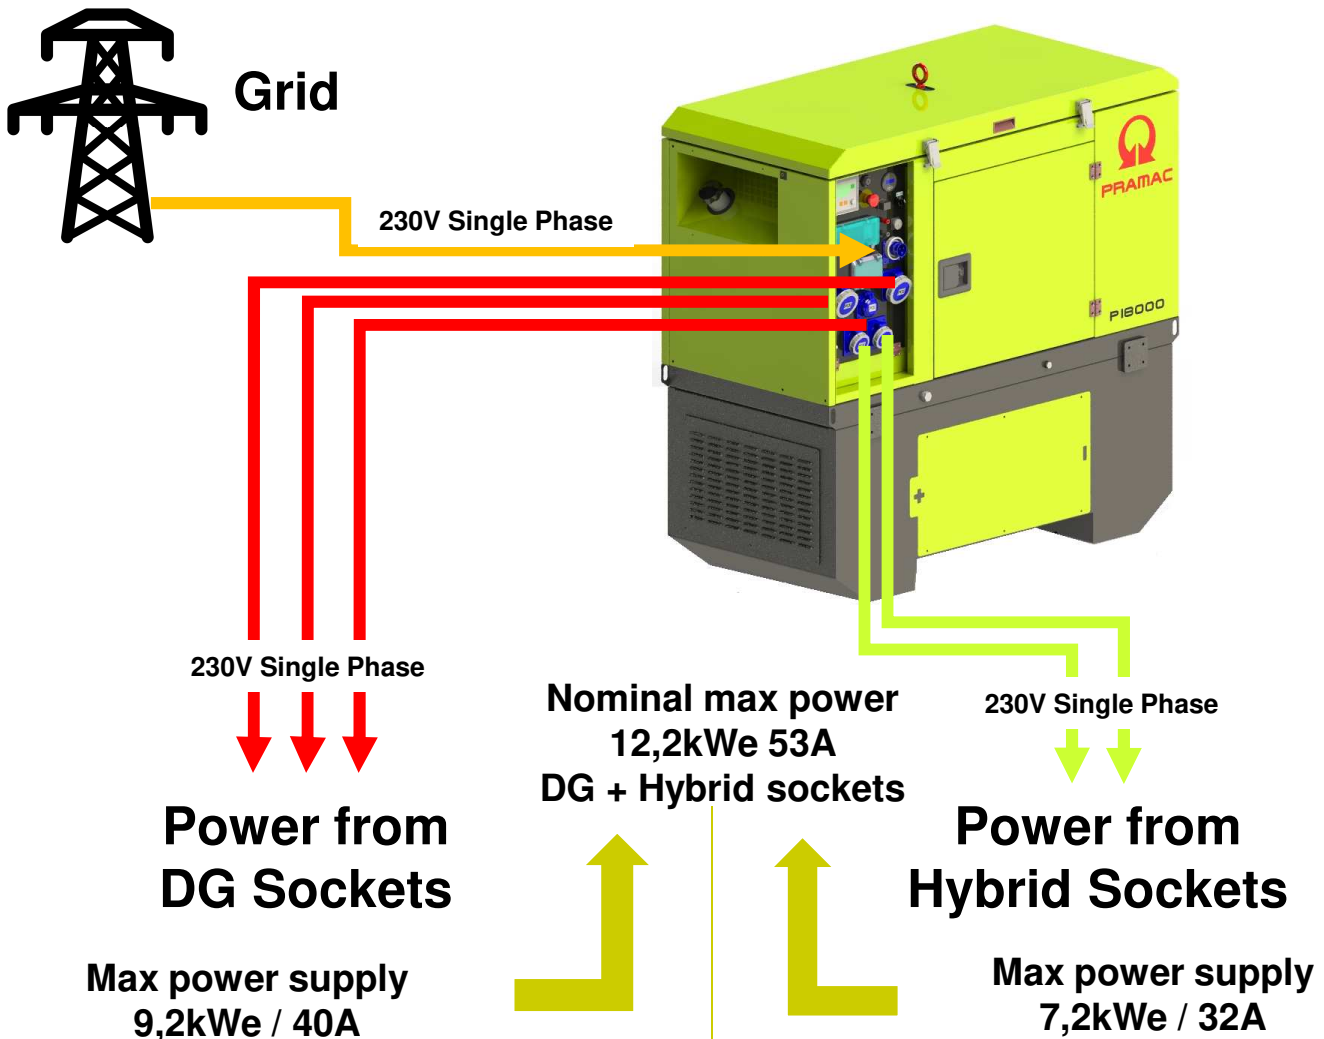 Grid
230V Single Phase
PRAMAC
P18000
230V Single Phase
230V Single Phase
Nominal max power
12,2kWe 53A
DG + Hybrid sockets
Power from
DG Sockets
Power from
Hybrid Sockets
Max power supply
9,2kWe / 40A
Max power supply
7,2kWe / 32A